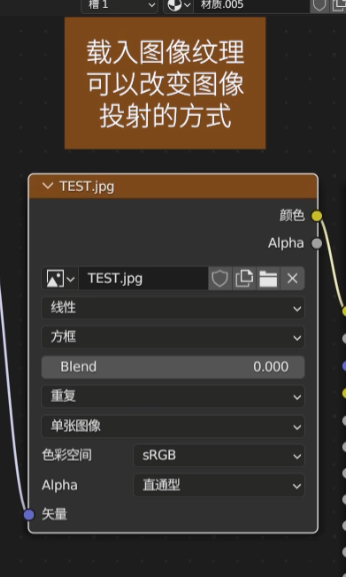 槽 1
材质.005
载入图像纹理
可以改变图像
投射的方式
TEST.jpg
颜色
Alpha
TEST.jpg
线性
方框
Blend 0.000
重复
单张图像
色彩空间 sRGB
Alpha 直通型
矢量